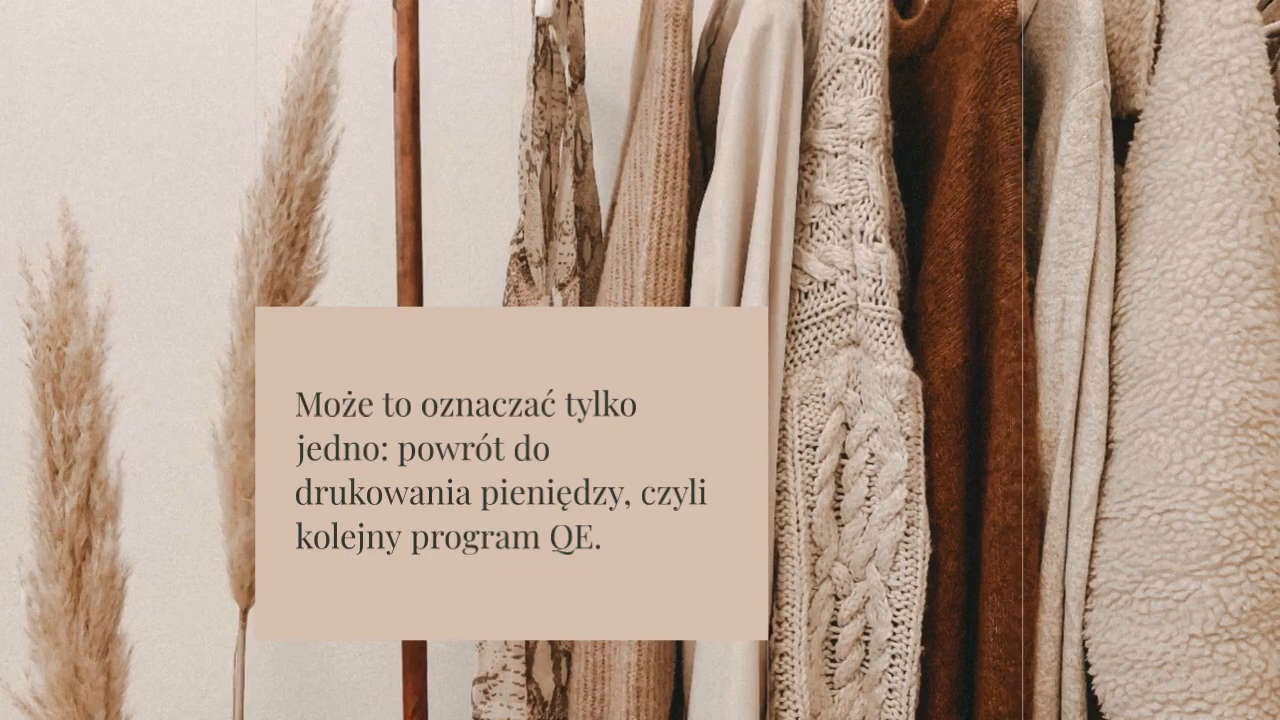 Może to oznaczać tylko
jedno: powrót do
drukowania pieniędzy, czyli
kolejny program QE.